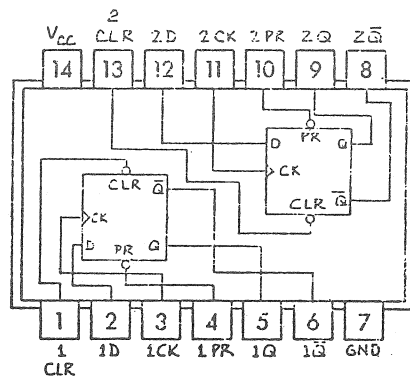 2
VCC CLR 2D 2CK 2PR 2Q 2Q̅
14 13 12 11 10 9 8
PR
D Q
CK
CLR Q̅
CLR Q̅
CK
D PR Q
1 2 3 4 5 6 7
1 1D 1CK 1PR 1Q 1Q̅ GND
CLR